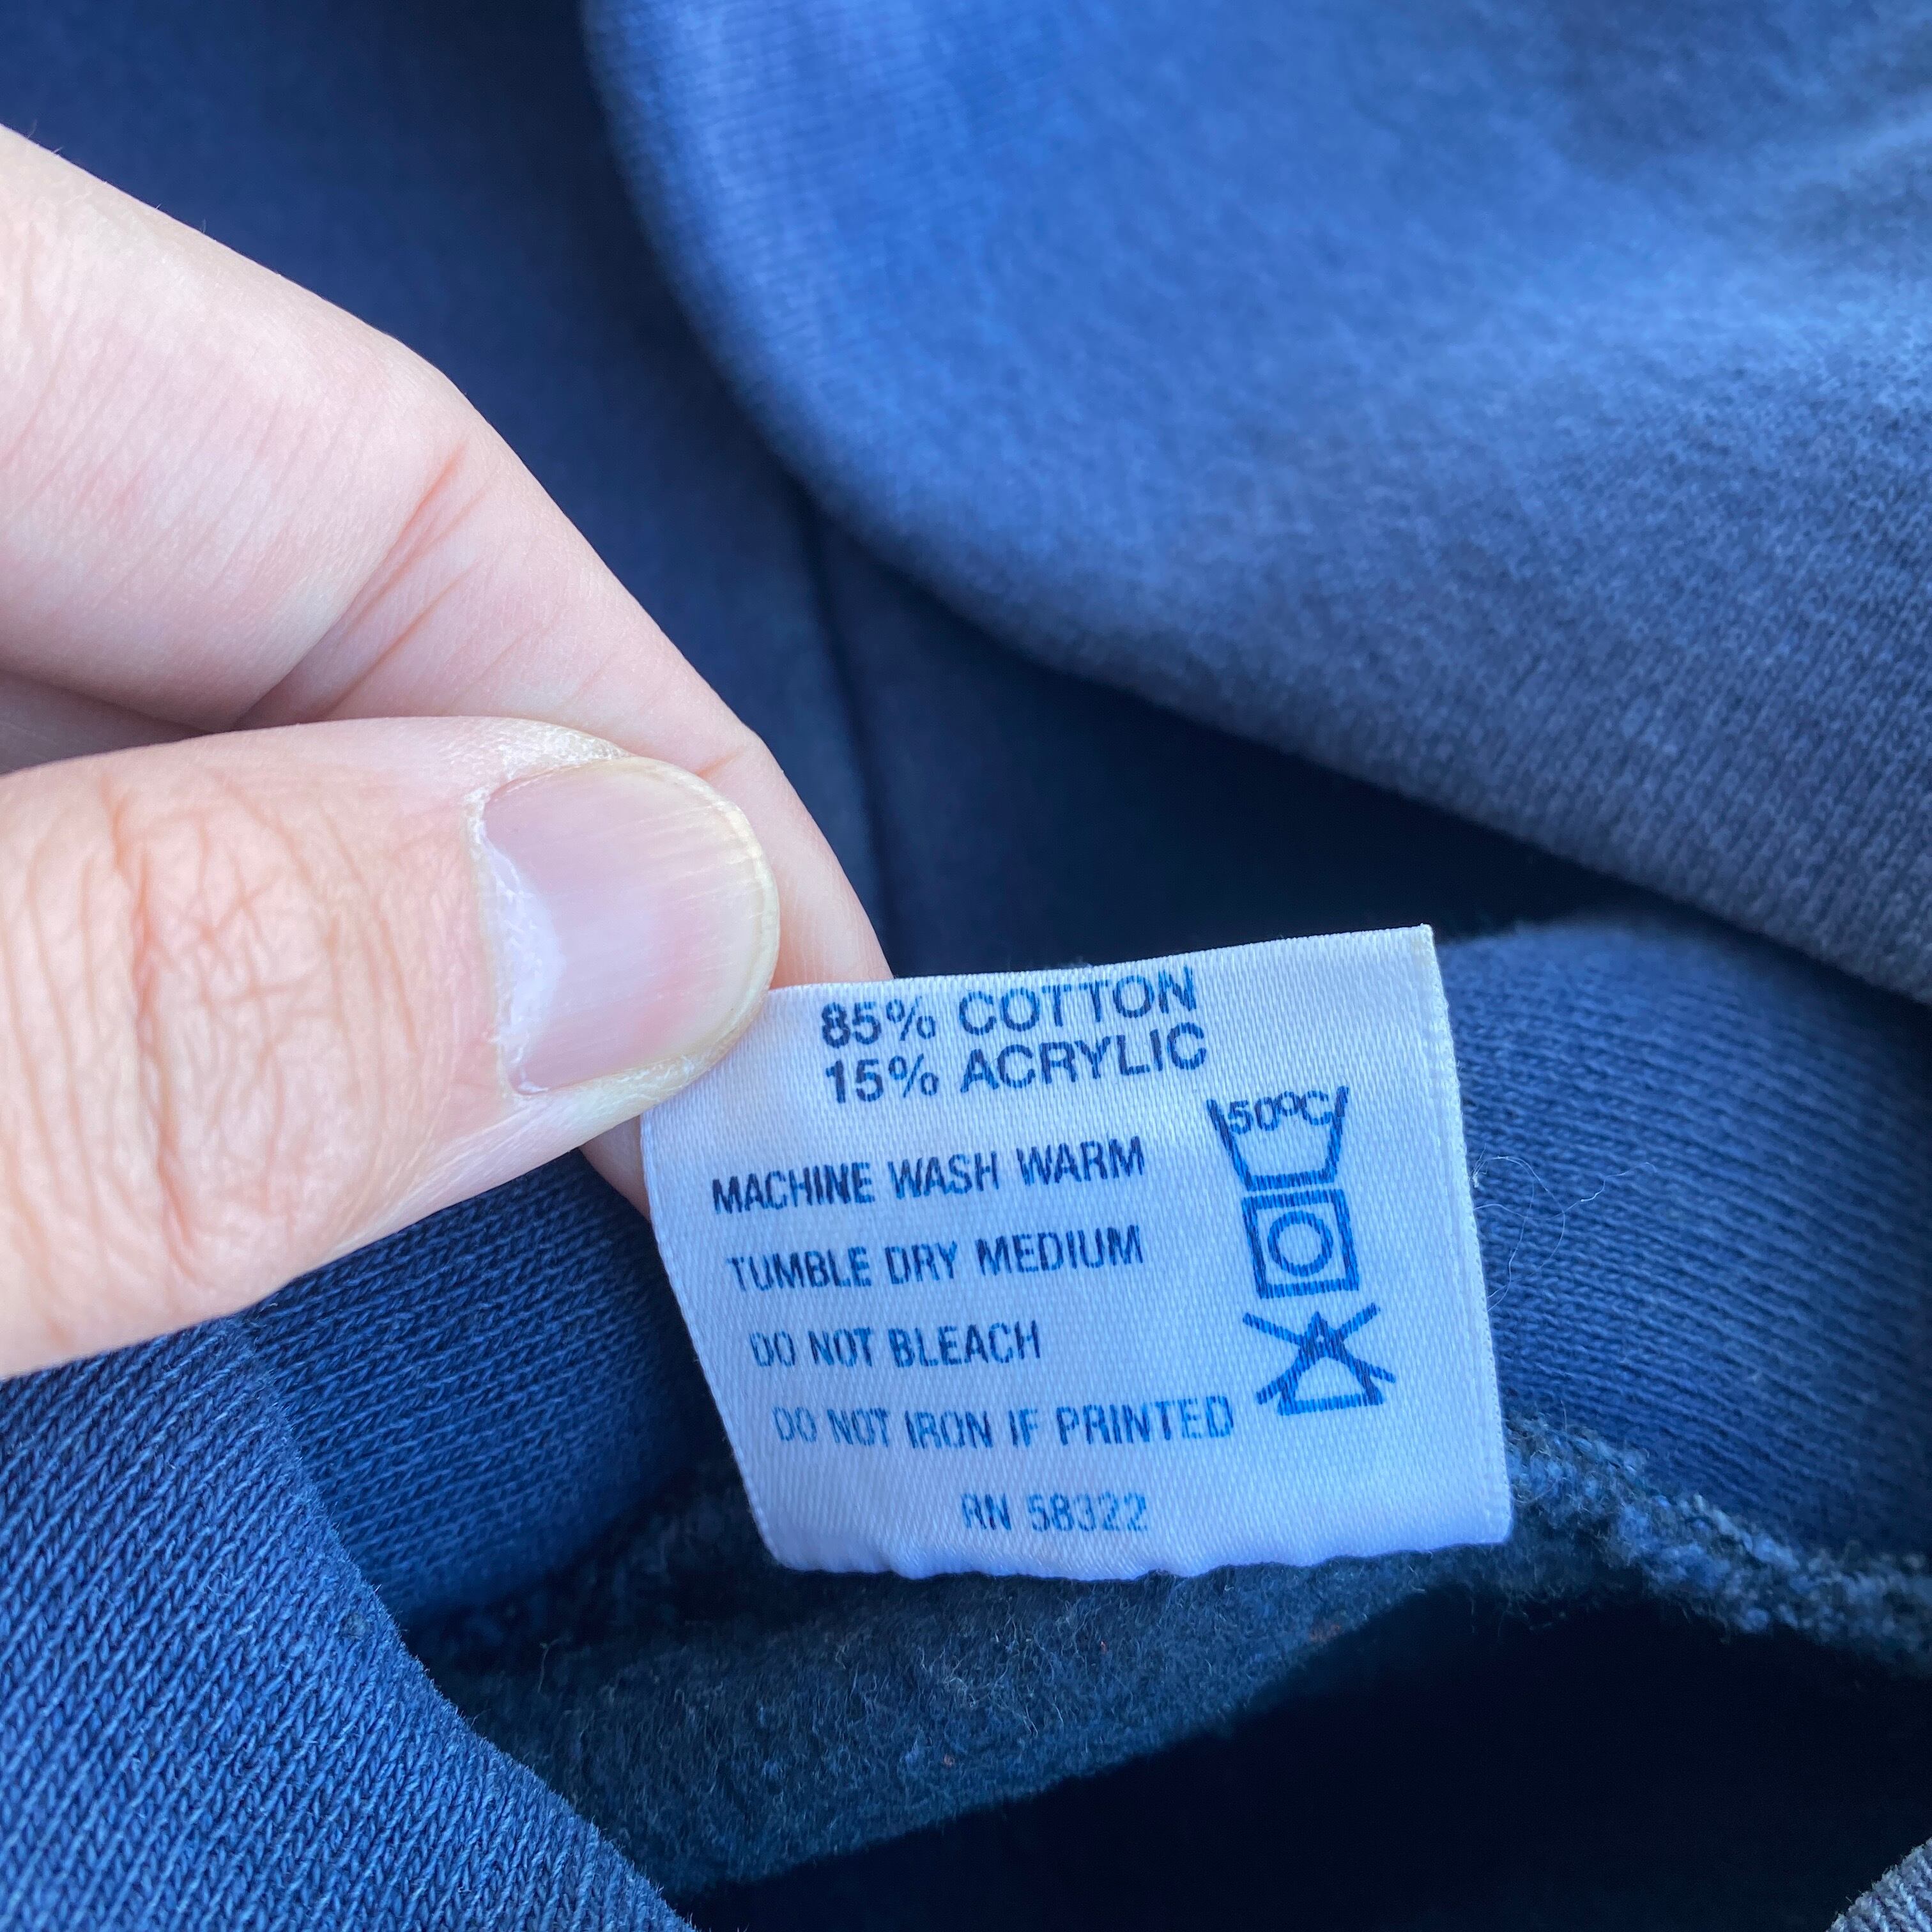 85% COTTON
15% ACRYLIC
50ºC
MACHINE WASH WARM
TUMBLE DRY MEDIUM
DO NOT BLEACH
DO NOT IRON IF PRINTED
RN 58322